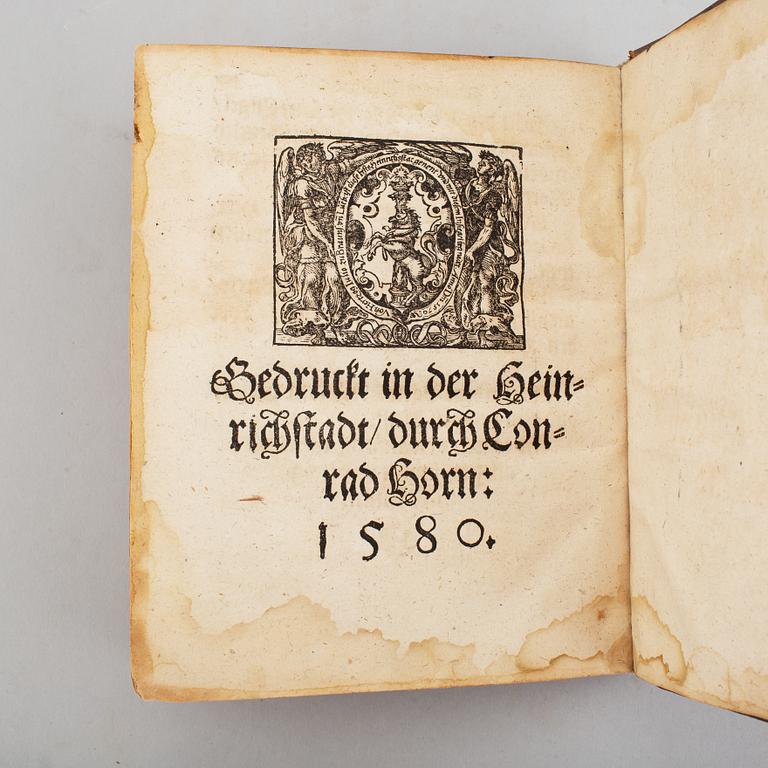 Gedruckt in der Hein-
richstadt/ durch Con-
rad Horn:
1580.